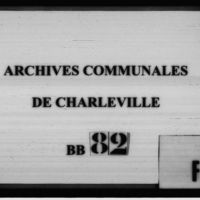 ARCHIVES COMMUNALES
DE CHARLEVILLE
BB 82
F